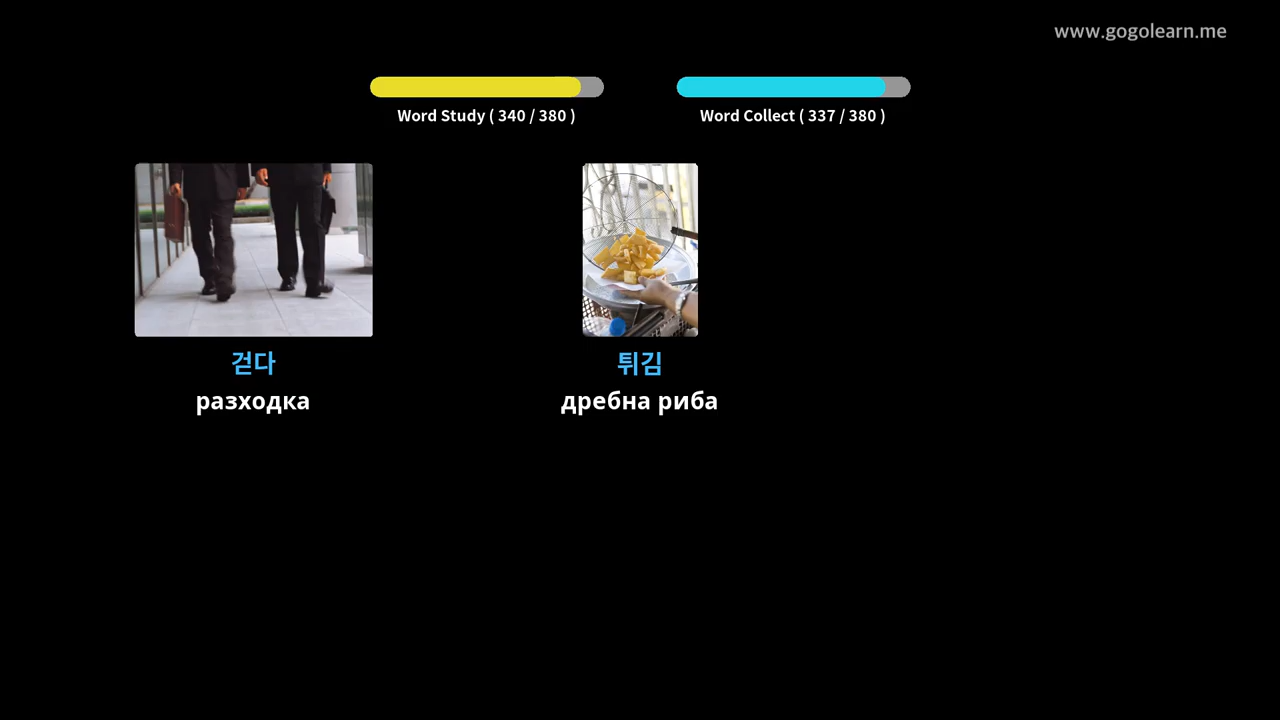 www.gogolearn.me
Word Study ( 340 / 380 )
Word Collect ( 337 / 380 )
걷다
разходка
튀김
дребна риба